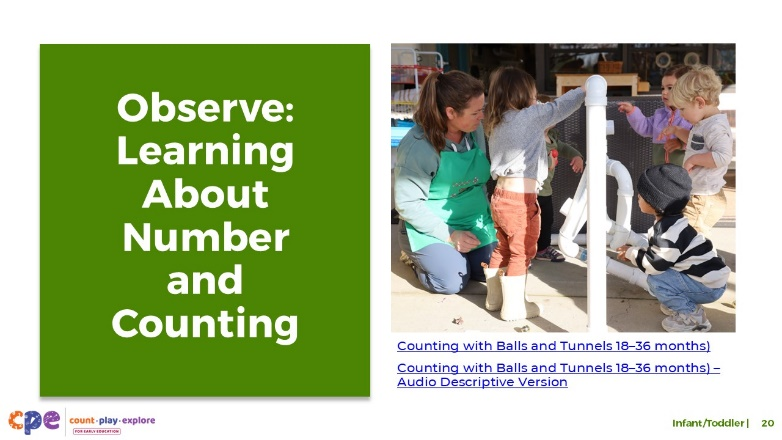 Observe:
Learning
About
Number
and
Counting
Counting with Balls and Tunnels 18–36 months)
Counting with Balls and Tunnels 18–36 months) –
Audio Descriptive Version
cpe
count·play·explore
FOR EARLY EDUCATION
Infant/Toddler | 20